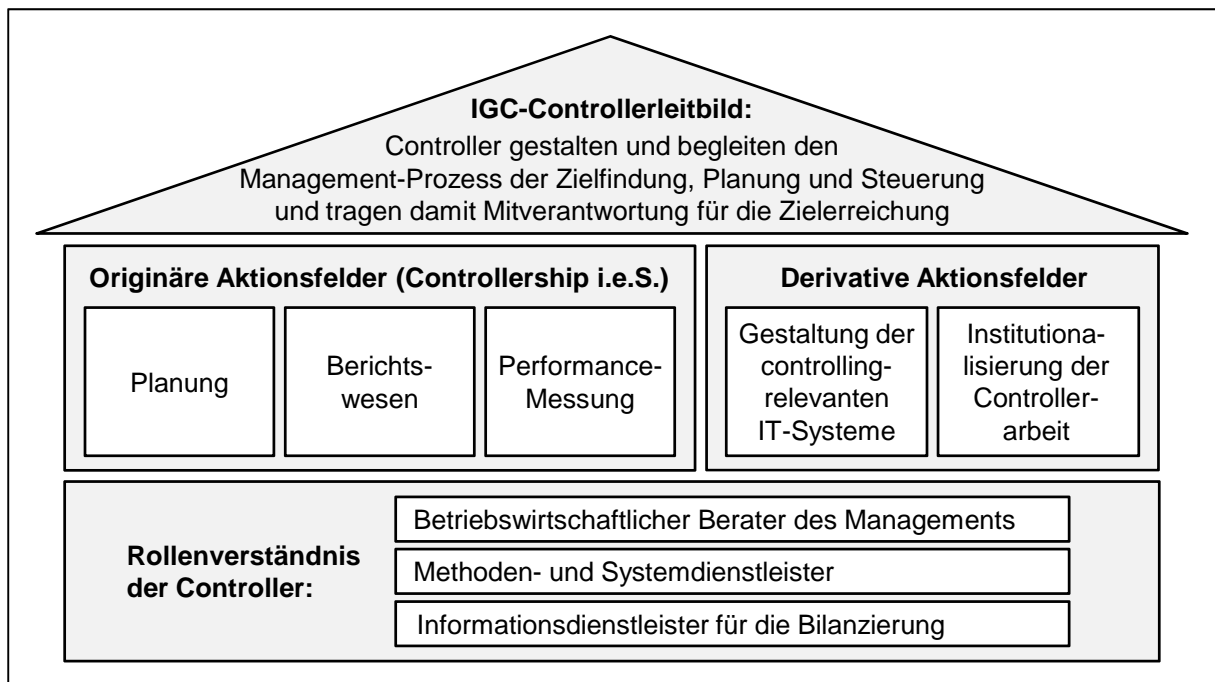 IGC-Controllerleitbild:
Controller gestalten und begleiten den
Management-Prozess der Zielfindung, Planung und Steuerung
und tragen damit Mitverantwortung für die Zielerreichung
Originäre Aktionsfelder (Controllership i.e.S.)
Planung
Berichts-
wesen
Performance-
Messung
Derivative Aktionsfelder
Gestaltung der
controlling-
relevanten
IT-Systeme
Institutiona-
lisierung der
Controller-
arbeit
Rollenverständnis
der Controller:
Betriebswirtschaftlicher Berater des Managements
Methoden- und Systemdienstleister
Informationsdienstleister für die Bilanzierung